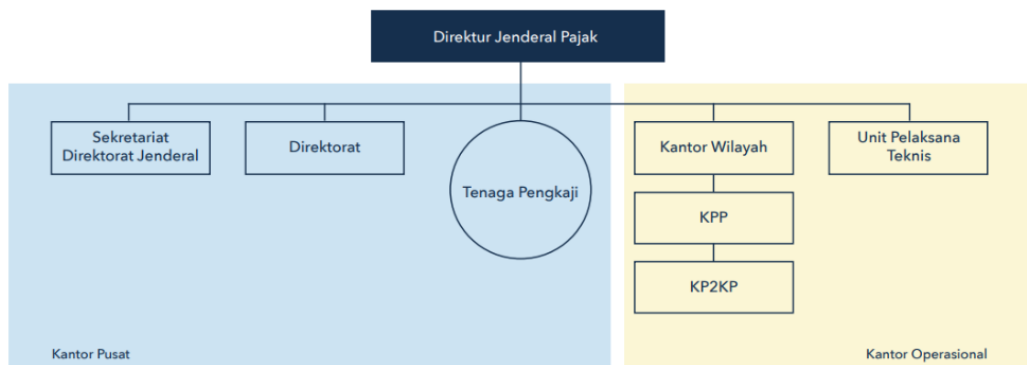 Direktur Jenderal Pajak
Sekretariat
Direktorat Jenderal
Direktorat
Tenaga Pengkaji
Kantor Wilayah
Unit Pelaksana
Teknis
KPP
KP2KP
Kantor Pusat
Kantor Operasional